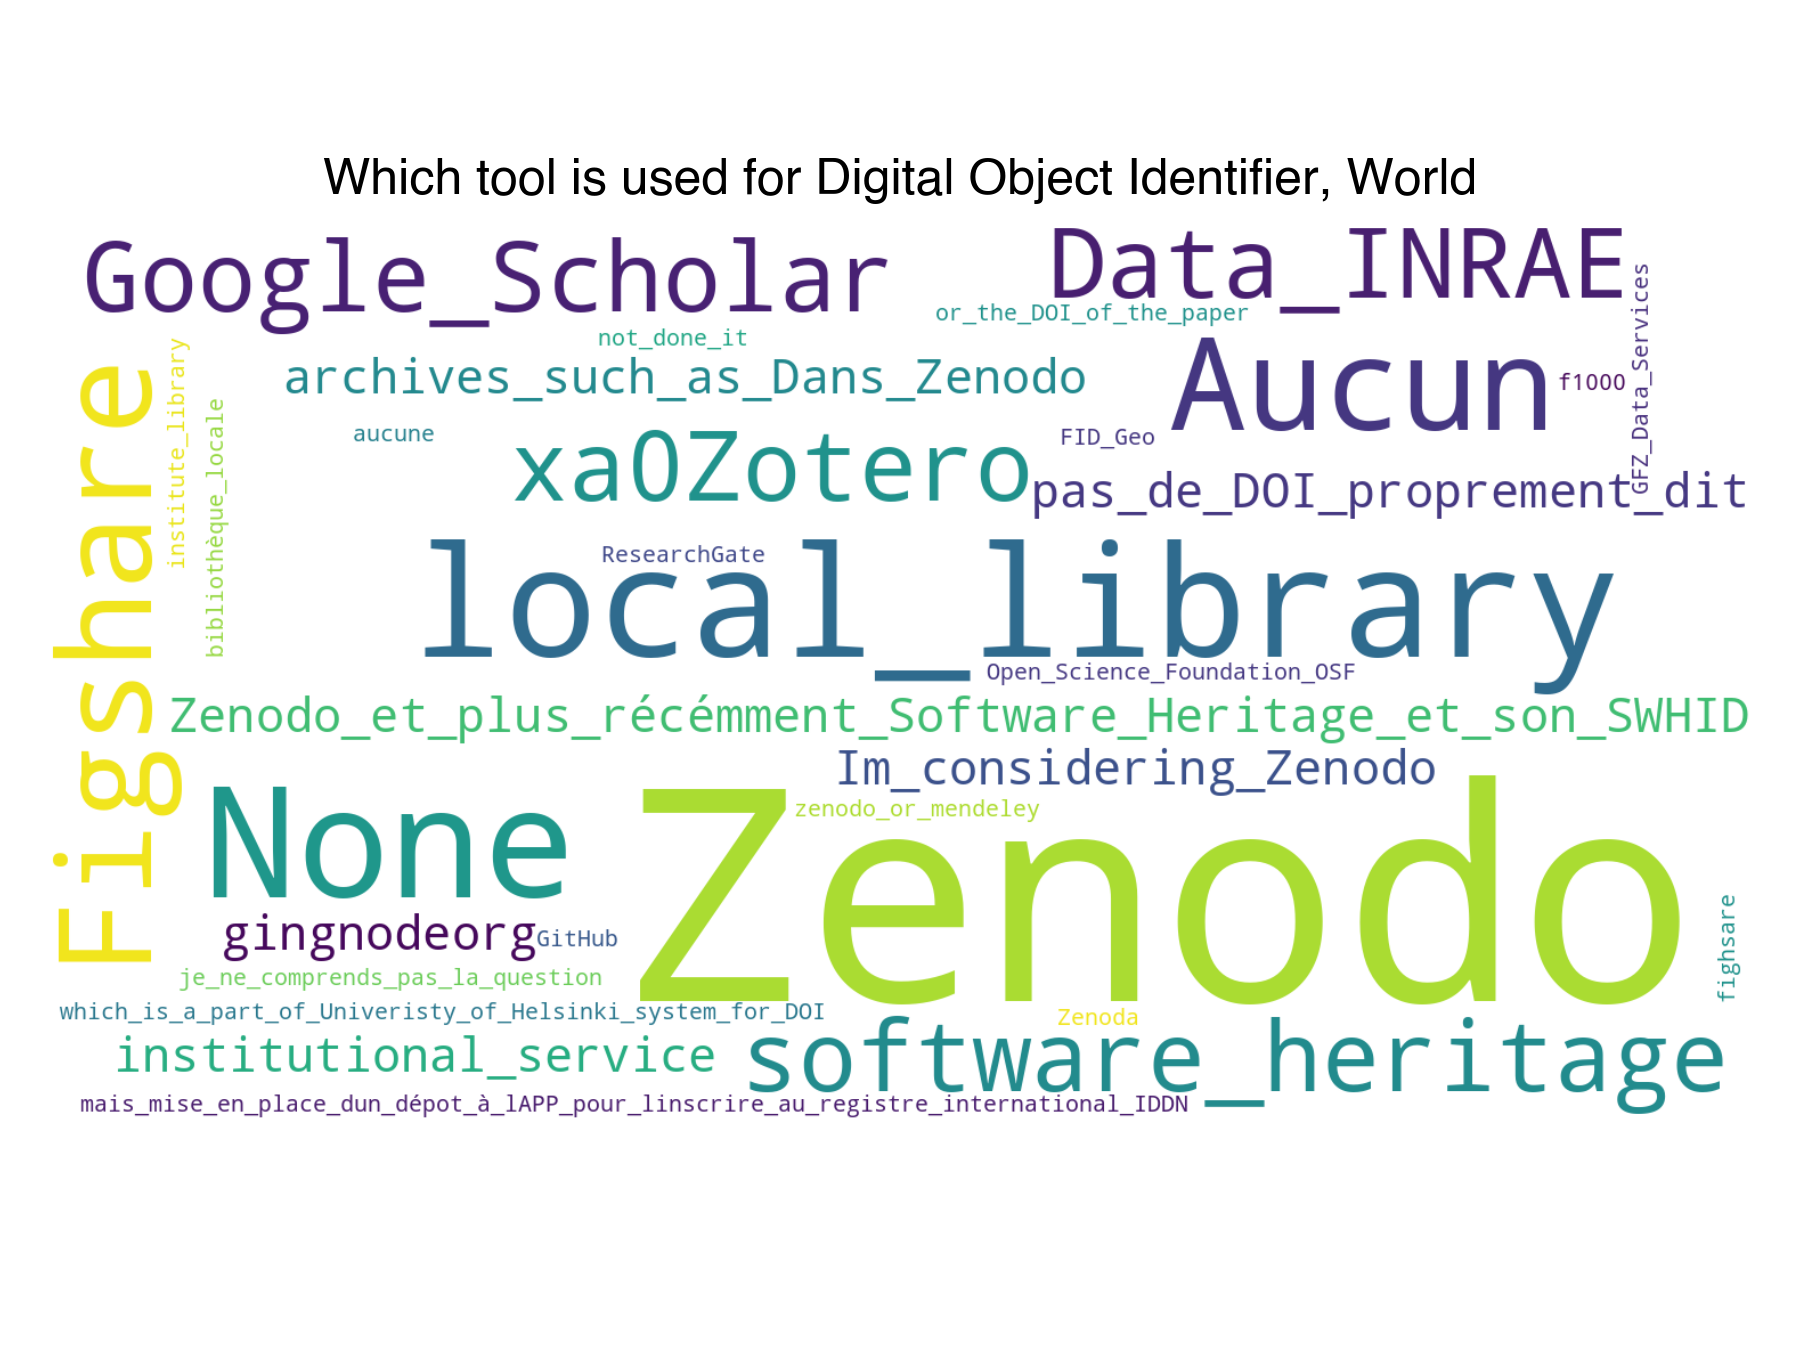 Which tool is used for Digital Object Identifier, World
Google_Scholar
Data_INRAE
or_the_DOI_of_the_paper
not_done_it
archives_such_as_Dans_Zenodo
Aucun
f1000
GFZ_Data_Services
institute_library
bibliothèque_locale
Figshare
aucune
FID_Geo
xa0Zotero
pas_de_DOI_proprement_dit
ResearchGate
local_library
Open_Science_Foundation_OSF
Zenodo_et_plus_récémment_Software_Heritage_et_son_SWHID
Im_considering_Zenodo
zenodo_or_mendeley
None
Zenodo
gingnodeorg
GitHub
fighsare
je_ne_comprends_pas_la_question
which_is_a_part_of_Univeristy_of_Helsinki_system_for_DOI
Zenoda
institutional_service
software_heritage
mais_mise_en_place_dun_dépot_à_lAPP_pour_linscrire_au_registre_international_IDDN